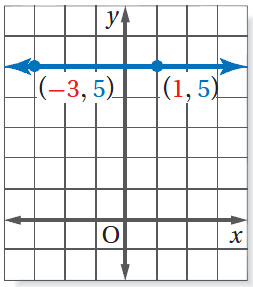 y
(−3, 5) (1, 5)
O x